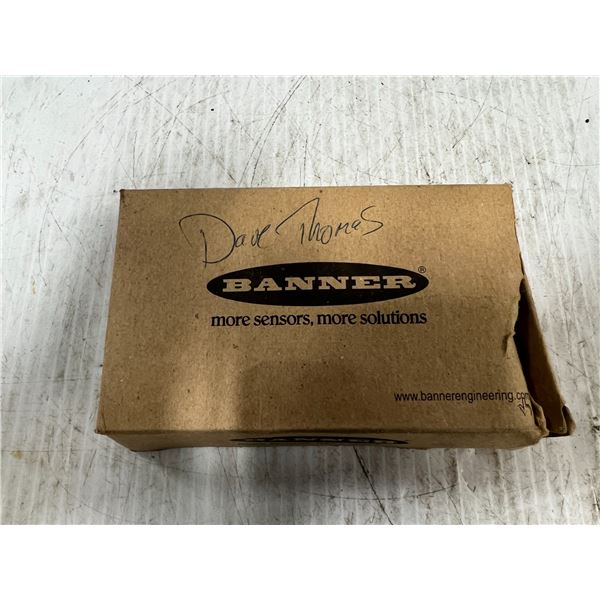 Dave Thomas
BANNER®
more sensors, more solutions
www.bannerengineering.com